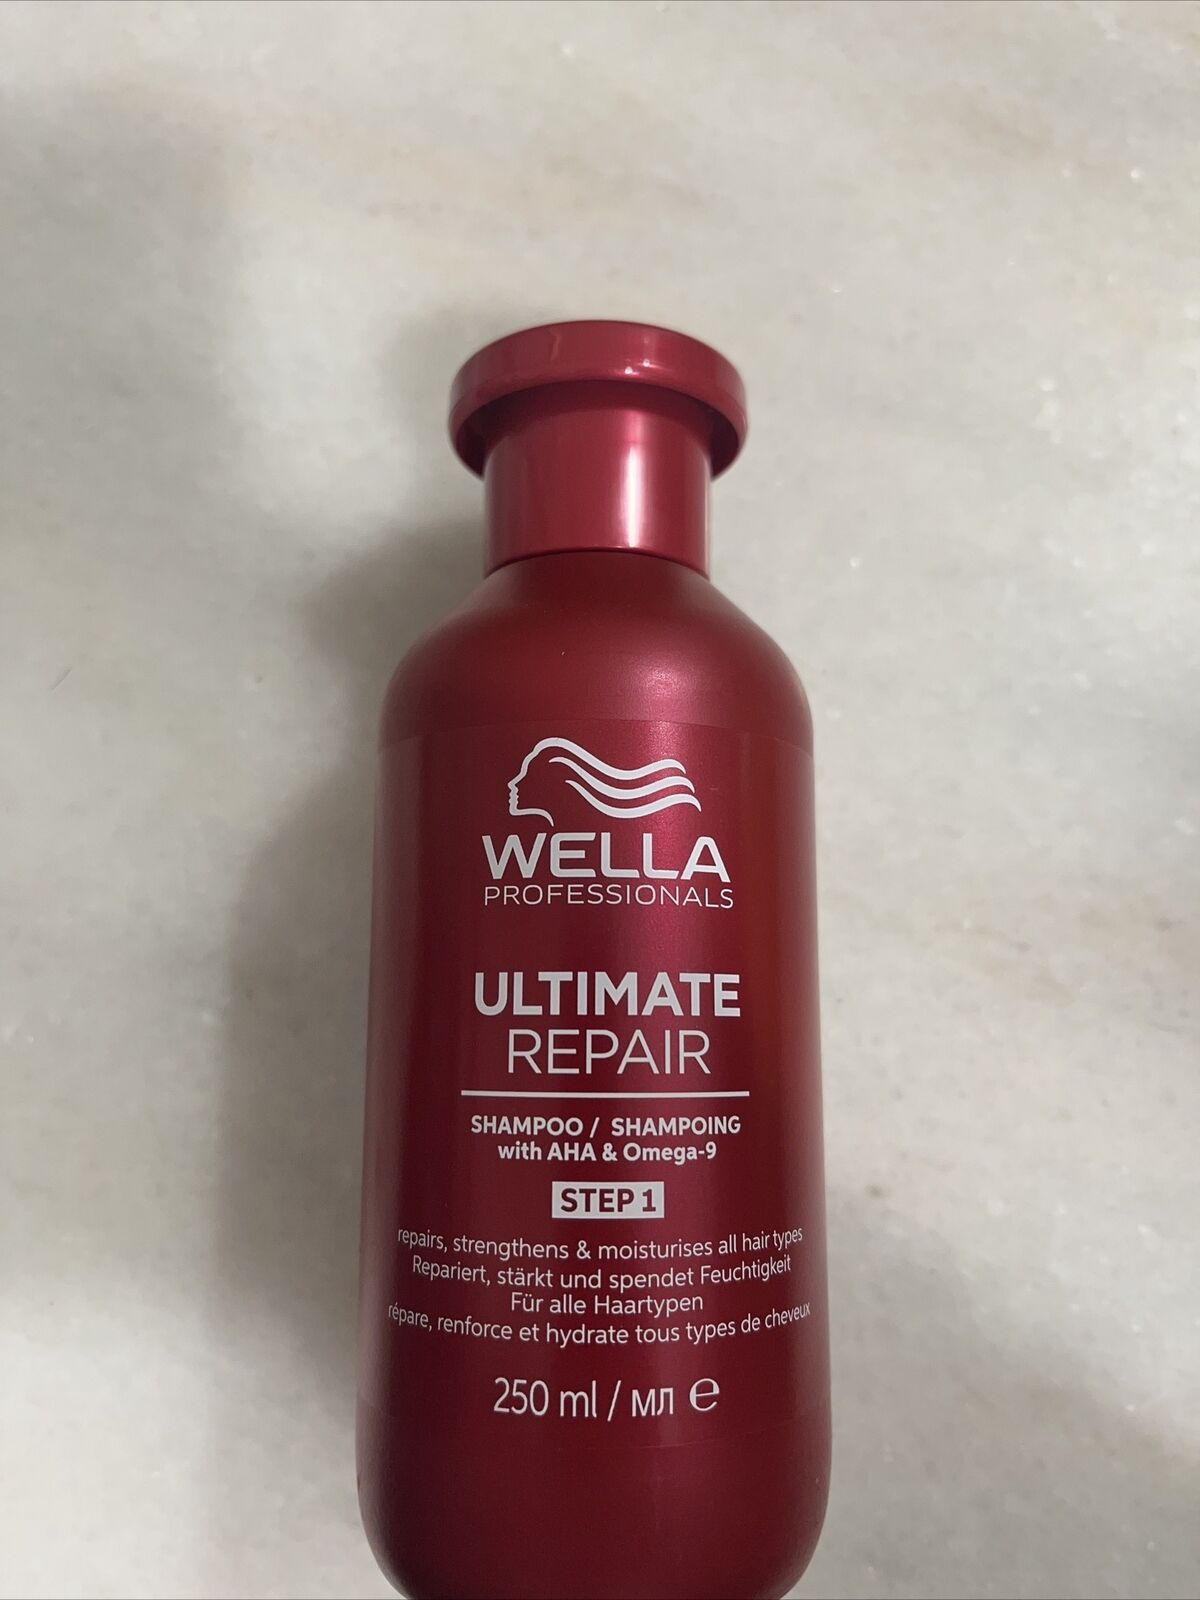 WELLA
PROFESSIONALS
ULTIMATE
REPAIR
SHAMPOO / SHAMPOING
with AHA & Omega-9
STEP 1
repairs, strengthens & moisturises all hair types
Repariert, stärkt und spendet Feuchtigkeit
Für alle Haartypen
répare, renforce et hydrate tous types de cheveux
250 ml / мл ℮